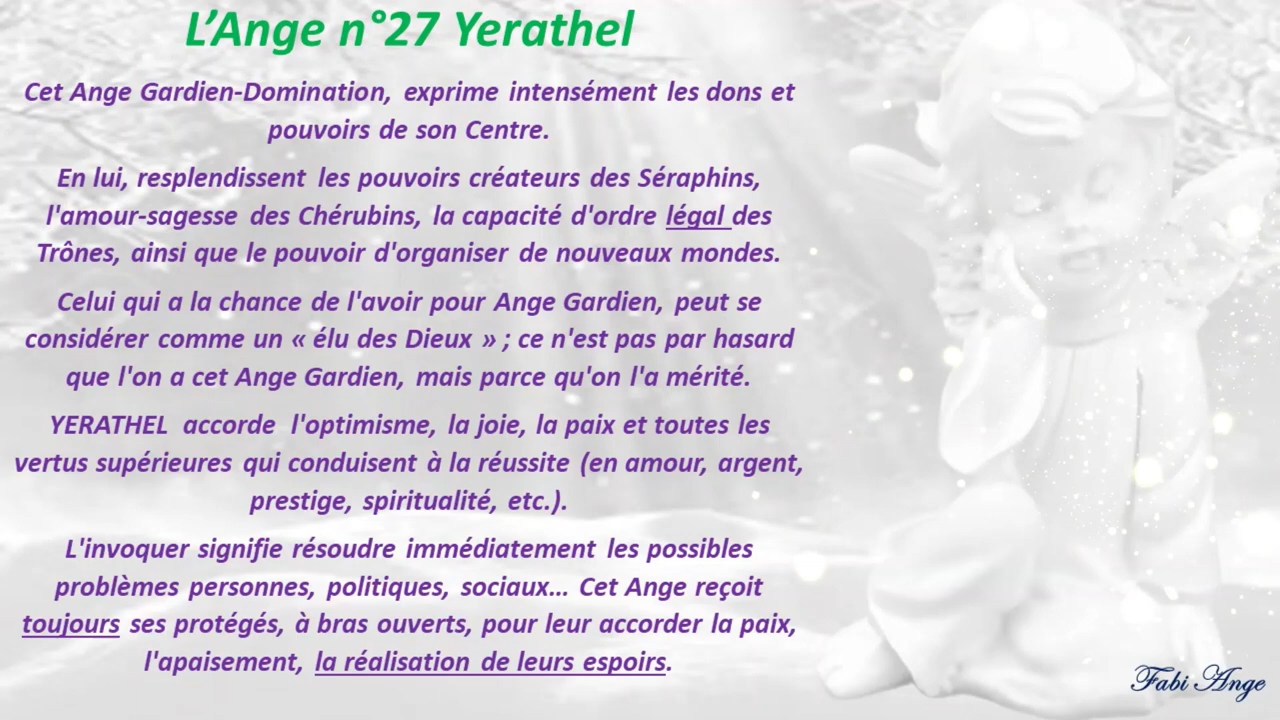 L’Ange n°27 Yerathel
Cet Ange Gardien-Domination, exprime intensément les dons et
pouvoirs de son Centre.
En lui, resplendissent les pouvoirs créateurs des Séraphins,
l'amour-sagesse des Chérubins, la capacité d'ordre légal des
Trônes, ainsi que le pouvoir d'organiser de nouveaux mondes.
Celui qui a la chance de l'avoir pour Ange Gardien, peut se
considérer comme un « élu des Dieux » ; ce n'est pas par hasard
que l'on a cet Ange Gardien, mais parce qu'on l'a mérité.
YERATHEL accorde l'optimisme, la joie, la paix et toutes les
vertus supérieures qui conduisent à la réussite (en amour, argent,
prestige, spiritualité, etc.).
L'invoquer signifie résoudre immédiatement les possibles
problèmes personnes, politiques, sociaux... Cet Ange reçoit
toujours ses protégés, à bras ouverts, pour leur accorder la paix,
l'apaisement, la réalisation de leurs espoirs.
Fabi Ange